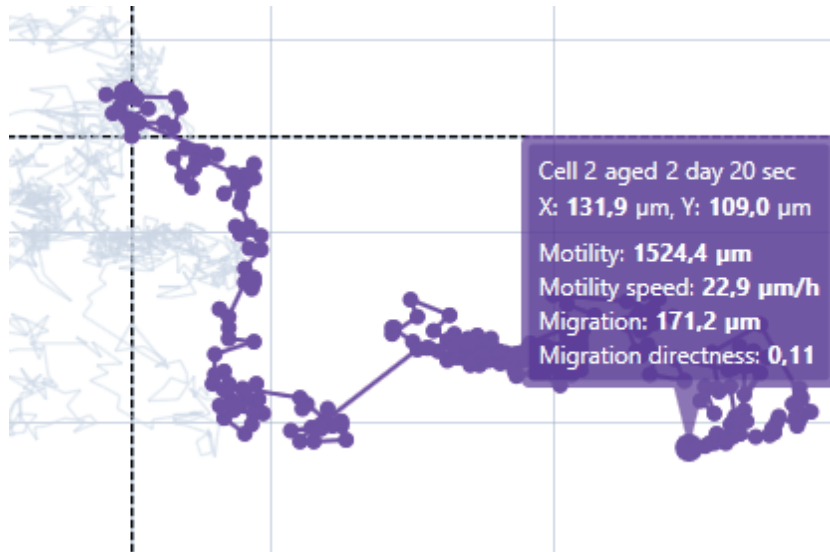 Cell 2 aged 2 day 20 sec
X: 131,9 µm, Y: 109,0 µm
Motility: 1524,4 µm
Motility speed: 22,9 µm/h
Migration: 171,2 µm
Migration directness: 0,11